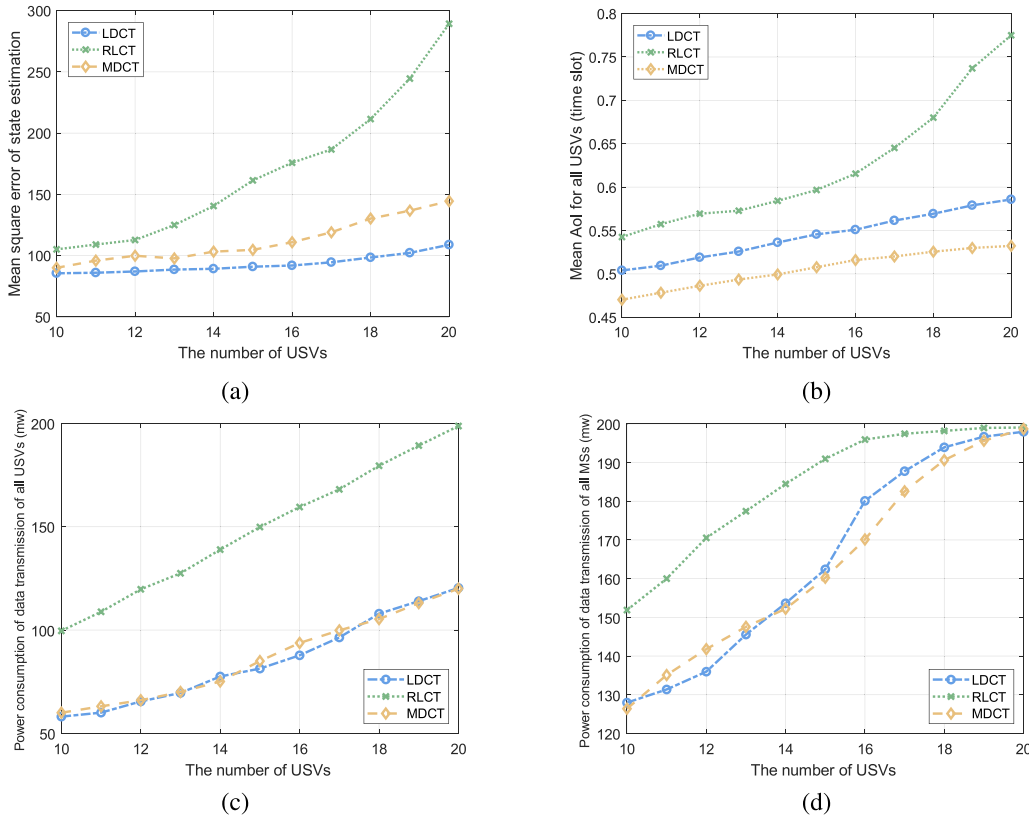 300
250
200
150
100
50
10 12 14 16 18 20
Mean square error of state estimation
The number of USVs
LDCT
RLCT
MDCT
(a)
0.8
0.75
0.7
0.65
0.6
0.55
0.5
0.45
10 12 14 16 18 20
Mean AoI for all USVs (time slot)
The number of USVs
LDCT
RLCT
MDCT
(b)
200
150
100
50
10 12 14 16 18 20
Power consumption of data transmission of all USVs (mw)
The number of USVs
LDCT
RLCT
MDCT
(c)
200
190
180
170
160
150
140
130
120
10 12 14 16 18 20
Power consumption of data transmission of all MSs (mw)
The number of USVs
LDCT
RLCT
MDCT
(d)